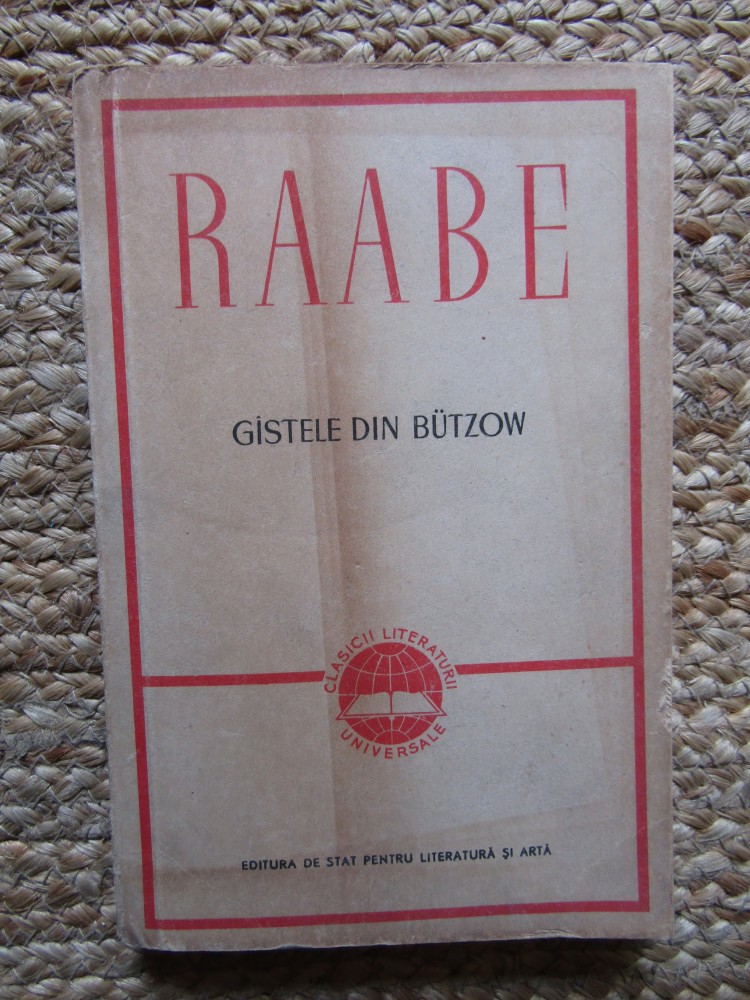 RAABE
GÎSTELE DIN BÜTZOW
CLASICII LITERATURII
UNIVERSALE
EDITURA DE STAT PENTRU LITERATURĂ ȘI ARTĂ